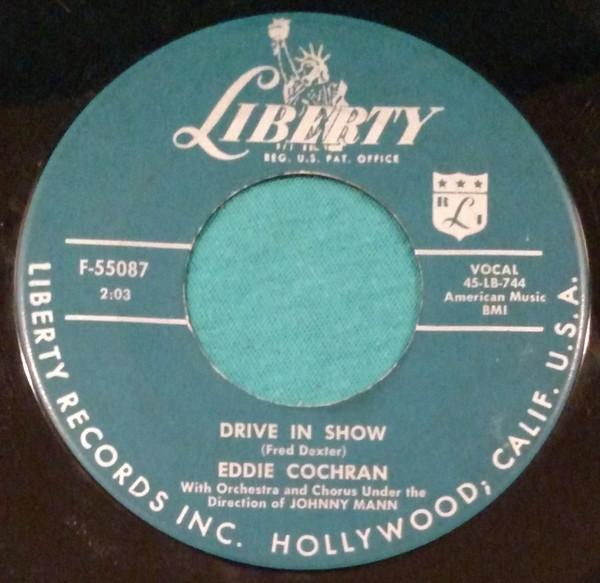 LIBERTY
REG. U.S. PAT. OFFICE
★ ★ ★
R L I
F-55087
2:03
VOCAL
45-LB-744
American Music
BMI
DRIVE IN SHOW
(Fred Dexter)
EDDIE COCHRAN
With Orchestra and Chorus Under the
Direction of JOHNNY MANN
LIBERTY RECORDS INC. HOLLYWOOD; CALIF. U.S.A.